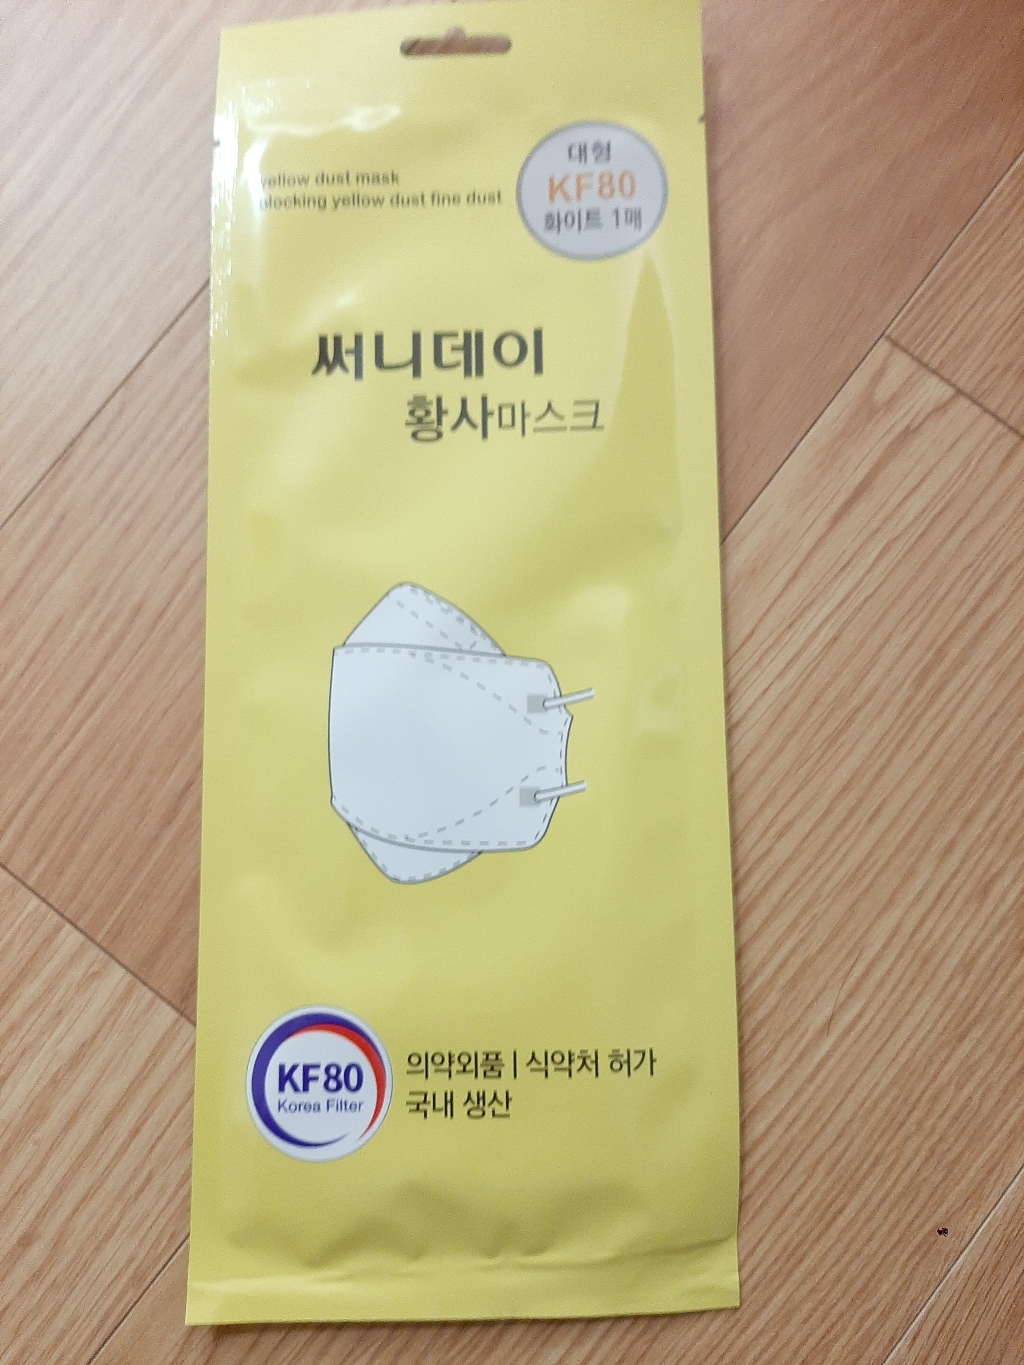 yellow dust mask
blocking yellow dust fine dust
대형
KF80
화이트 1매
써니데이
황사마스크
KF80
Korea Filter
의약외품 | 식약처 허가
국내 생산